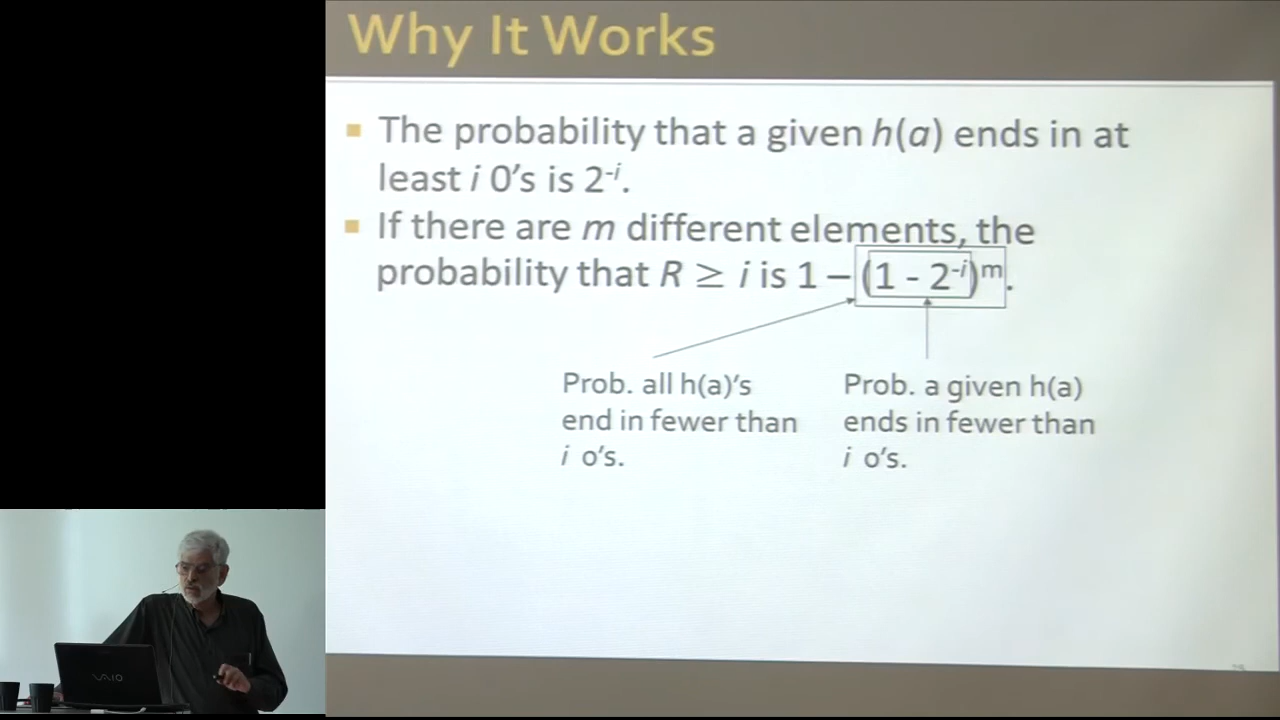 Why It Works
The probability that a given h(a) ends in at
least i 0's is 2⁻ⁱ.
If there are m different elements, the
probability that R ≥ i is 1 – (1 - 2⁻ⁱ)ᵐ.
Prob. all h(a)'s
end in fewer than
i o's.
Prob. a given h(a)
ends in fewer than
i o's.
VAIO